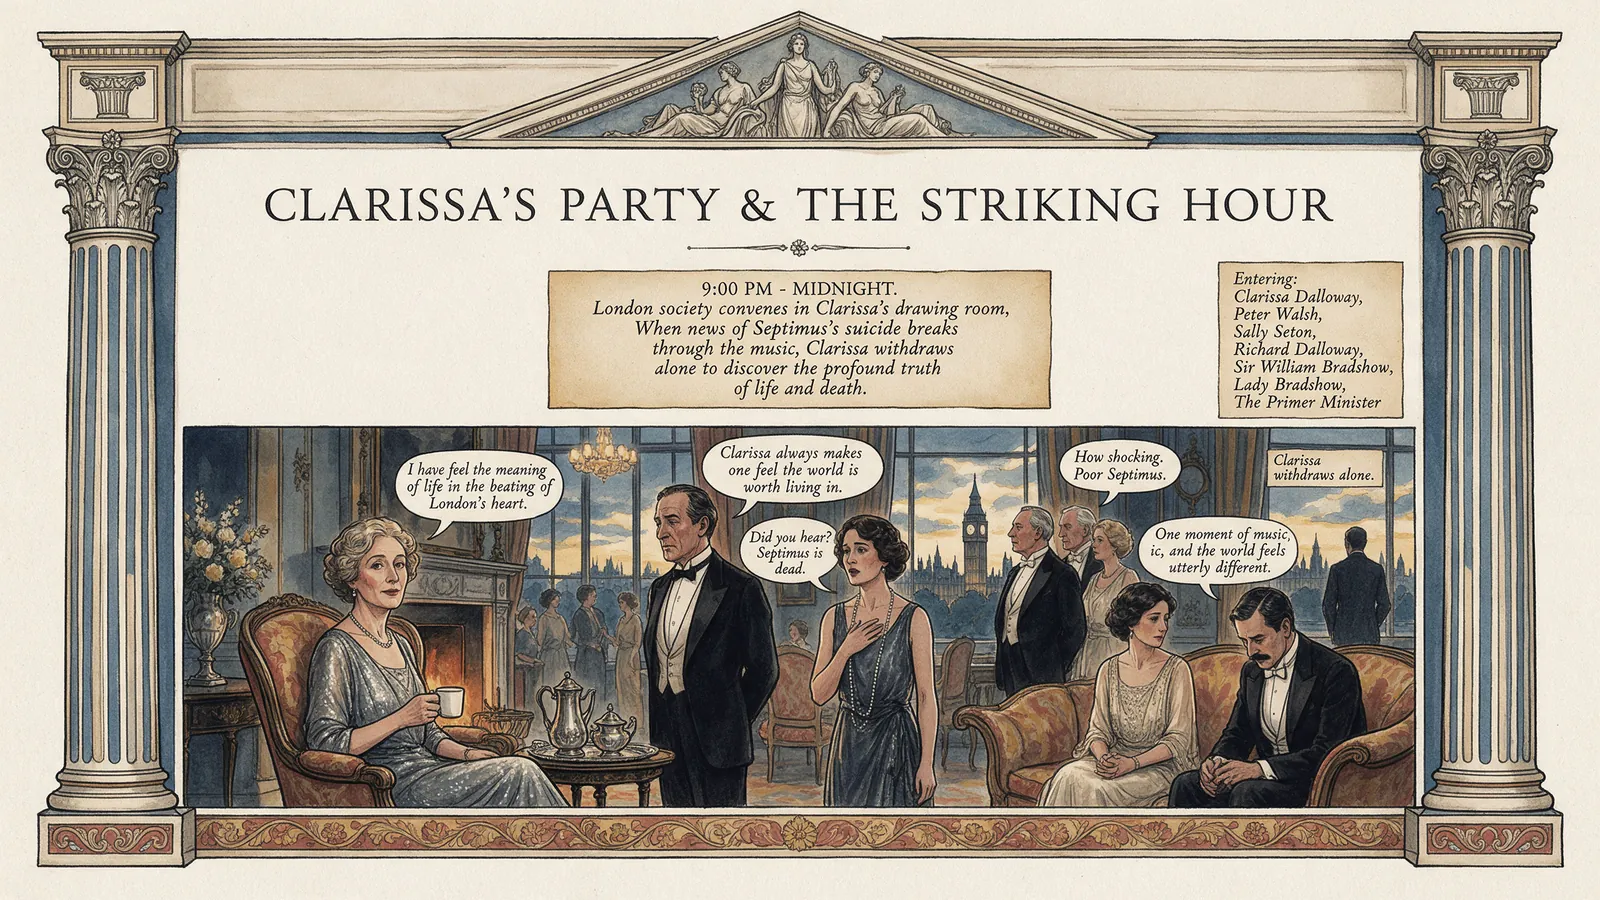 CLARISSA'S PARTY & THE STRIKING HOUR
9:00 PM - MIDNIGHT.
London society convenes in Clarissa's drawing room,
When news of Septimus's suicide breaks
through the music, Clarissa withdraws
alone to discover the profound truth
of life and death.
Entering:
Clarissa Dalloway,
Peter Walsh,
Sally Seton,
Richard Dalloway,
Sir William Bradshow,
Lady Bradshow,
The Primer Minister
I have feel the meaning
of life in the beating of
London's heart.
Clarissa always makes
one feel the world is
worth living in.
Did you hear?
Septimus is
dead.
How shocking.
Poor Septimus.
Clarissa
withdraws alone.
One moment of music,
ic, and the world feels
utterly different.